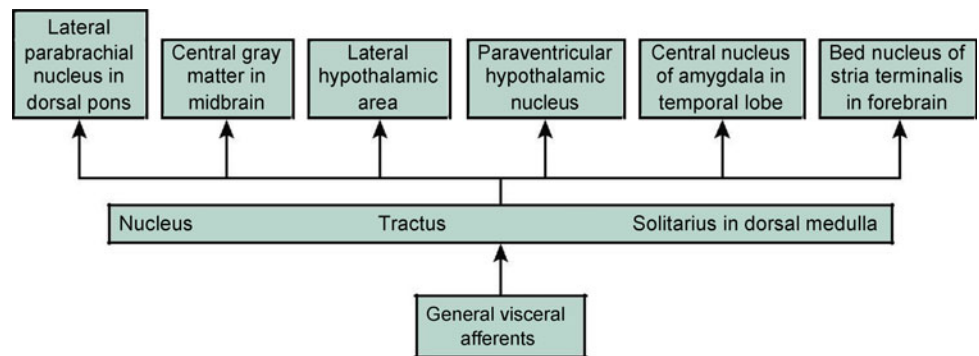 Lateral
parabrachial
nucleus in
dorsal pons
Central gray
matter in
midbrain
Lateral
hypothalamic
area
Paraventricular
hypothalamic
nucleus
Central nucleus
of amygdala in
temporal lobe
Bed nucleus of
stria terminalis
in forebrain
Nucleus Tractus Solitarius in dorsal medulla
General visceral
afferents